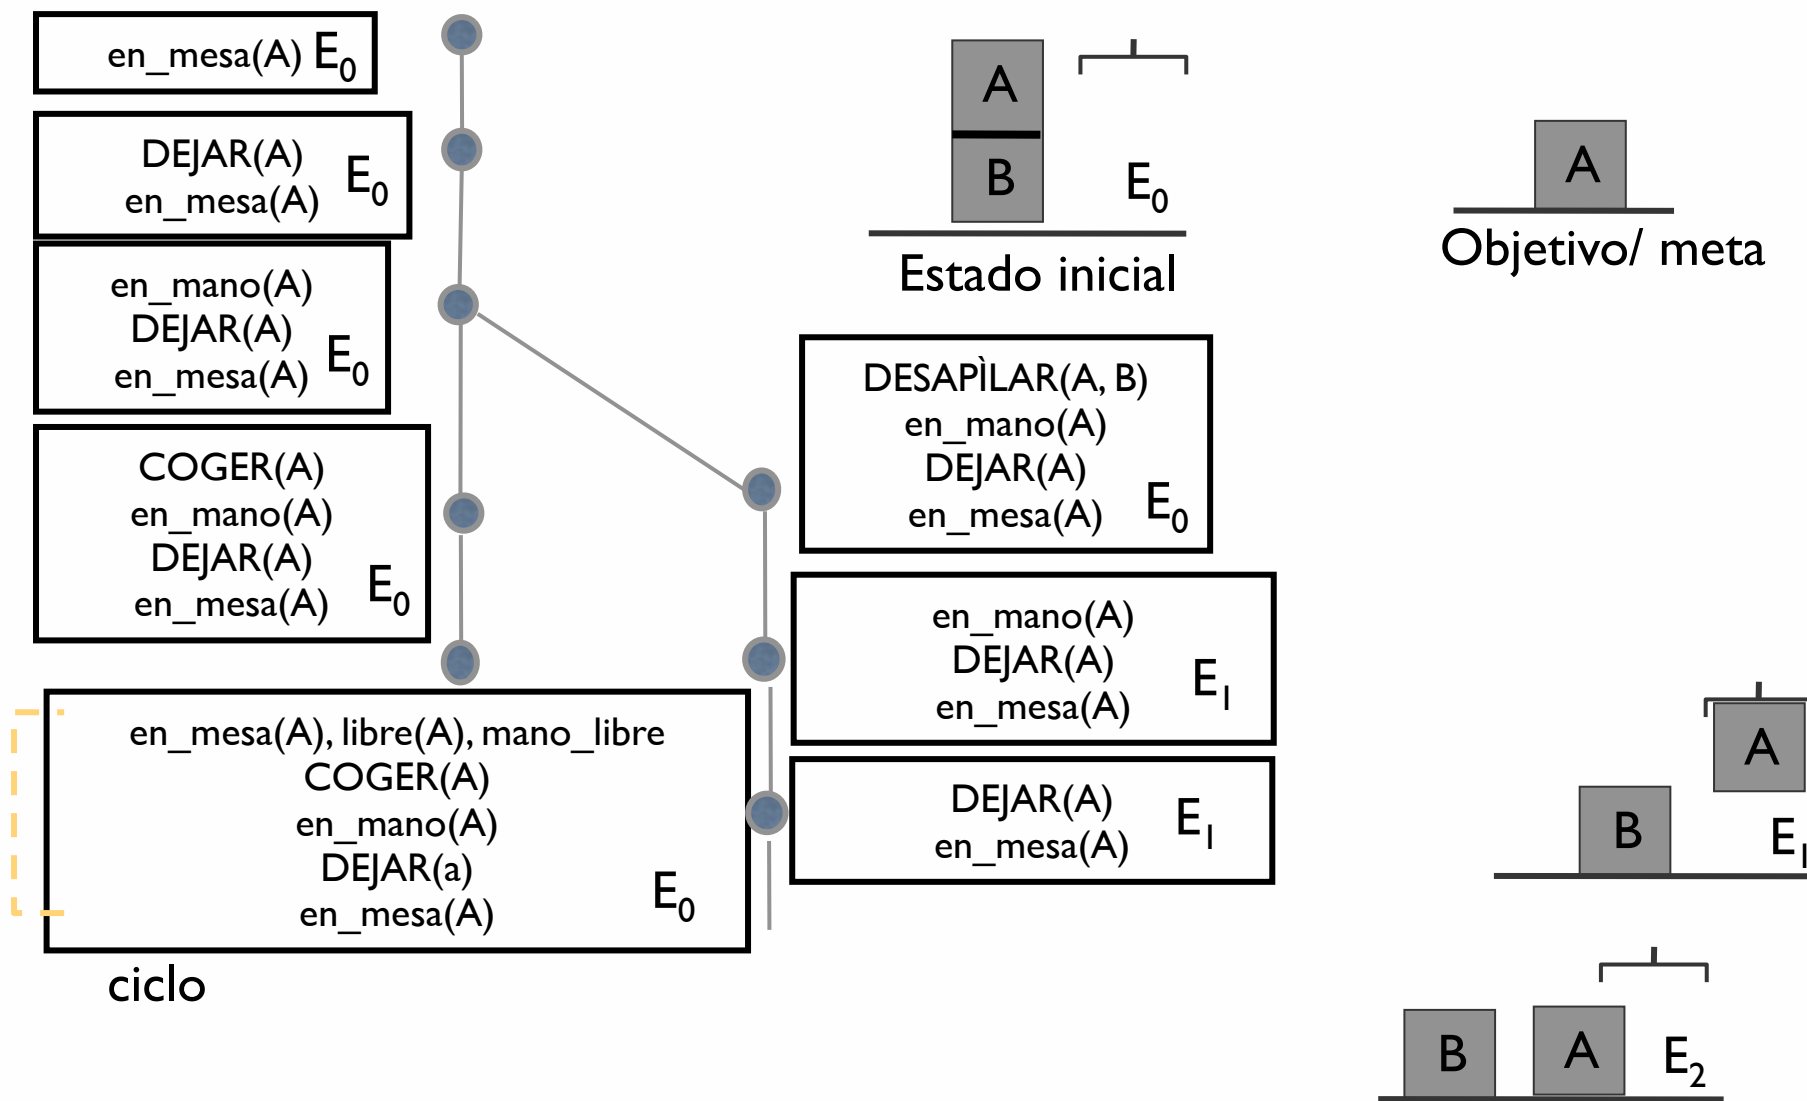 en_mesa(A) E0
DEJAR(A)
en_mesa(A)
E0
en_mano(A)
DEJAR(A)
en_mesa(A)
E0
COGER(A)
en_mano(A)
DEJAR(A)
en_mesa(A)
E0
en_mesa(A), libre(A), mano_libre
COGER(A)
en_mano(A)
DEJAR(a)
en_mesa(A)
E0
ciclo
A
B
E0
Estado inicial
A
Objetivo/ meta
DESAPÌLAR(A, B)
en_mano(A)
DEJAR(A)
en_mesa(A)
E0
en_mano(A)
DEJAR(A)
en_mesa(A)
E1
DEJAR(A)
en_mesa(A)
E1
A
B
E1
B
A
E2